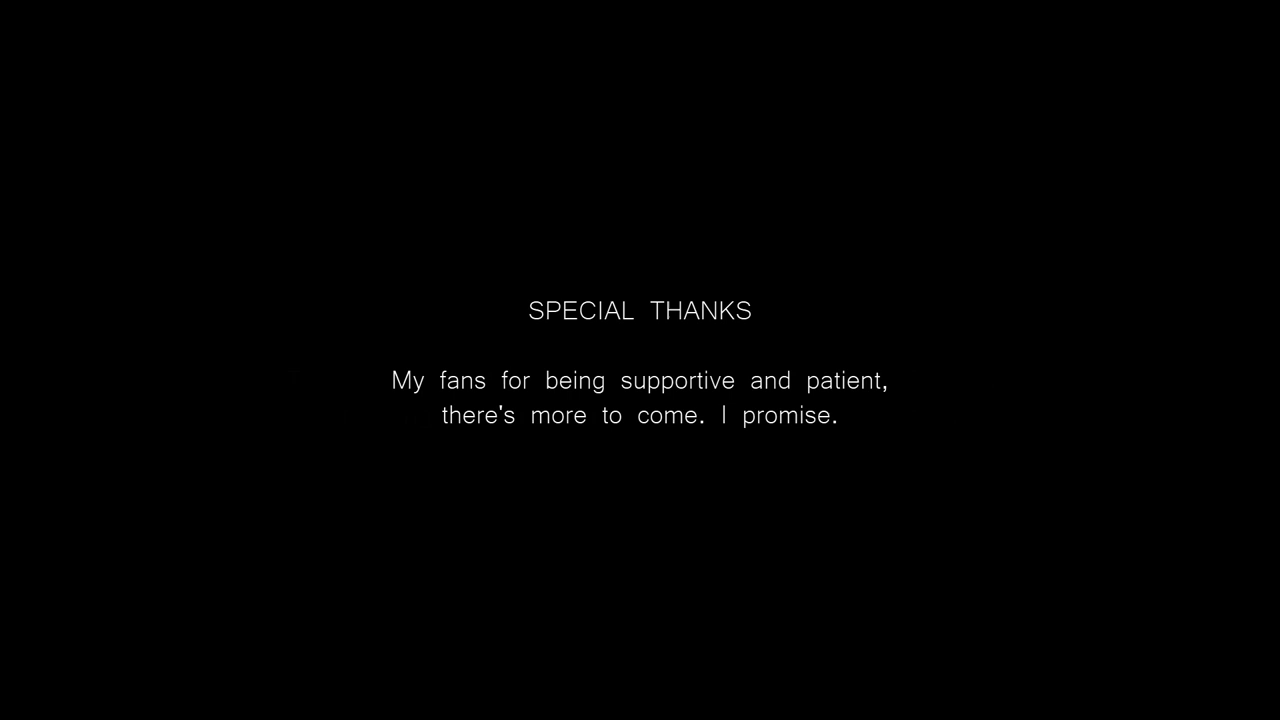 SPECIAL THANKS
My fans for being supportive and patient,
there's more to come. I promise.